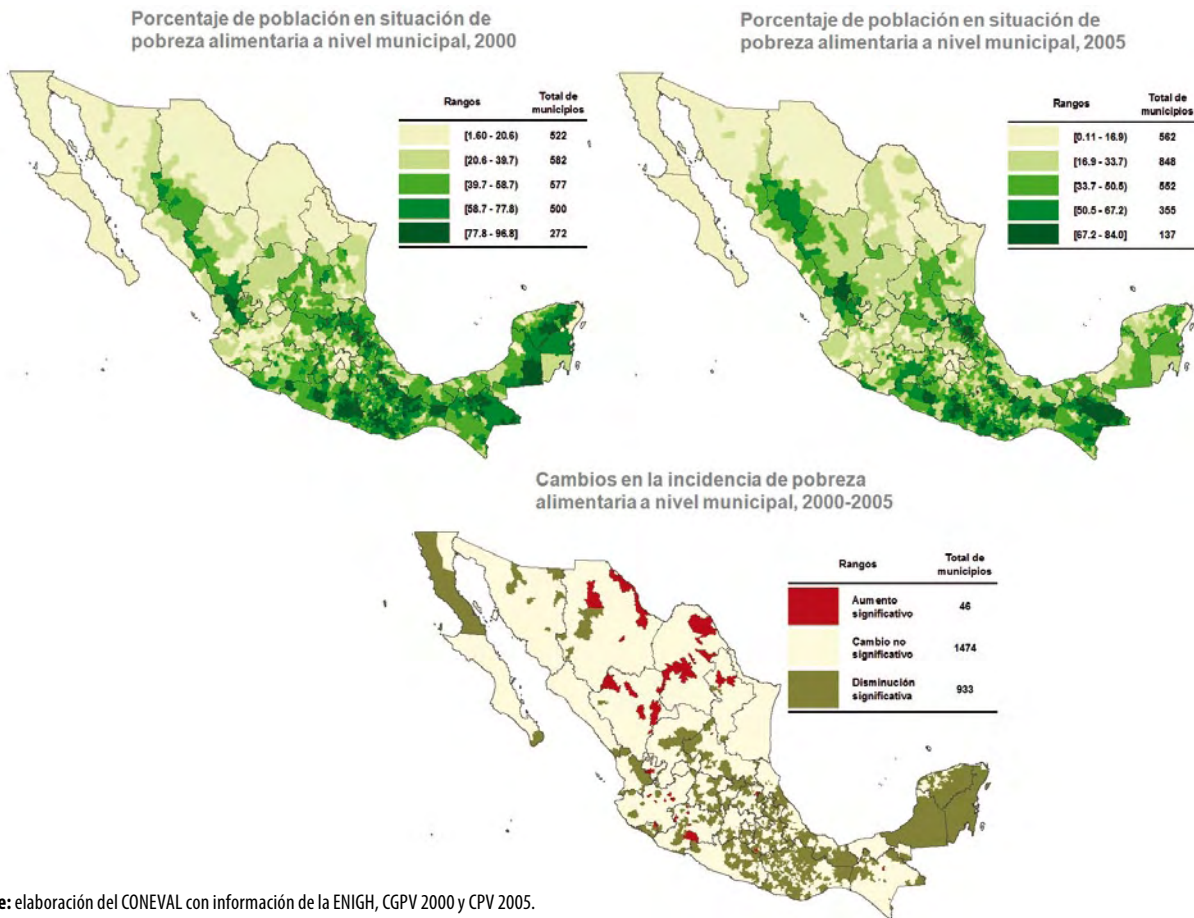 Porcentaje de población en situación de
pobreza alimentaria a nivel municipal, 2000
Rangos Total de municipios
[1.60 - 20.6) 522
[20.6 - 39.7) 582
[39.7 - 58.7) 577
[58.7 - 77.8) 500
[77.8 - 96.8] 272
Porcentaje de población en situación de
pobreza alimentaria a nivel municipal, 2005
Rangos Total de municipios
[0.11 - 16.9) 562
[16.9 - 33.7) 848
[33.7 - 50.5) 552
[50.5 - 67.2) 355
[67.2 - 84.0] 137
Cambios en la incidencia de pobreza
alimentaria a nivel municipal, 2000-2005
Rangos Total de municipios
Aumento significativo 46
Cambio no significativo 1474
Disminución significativa 933
e: elaboración del CONEVAL con información de la ENIGH, CGPV 2000 y CPV 2005.